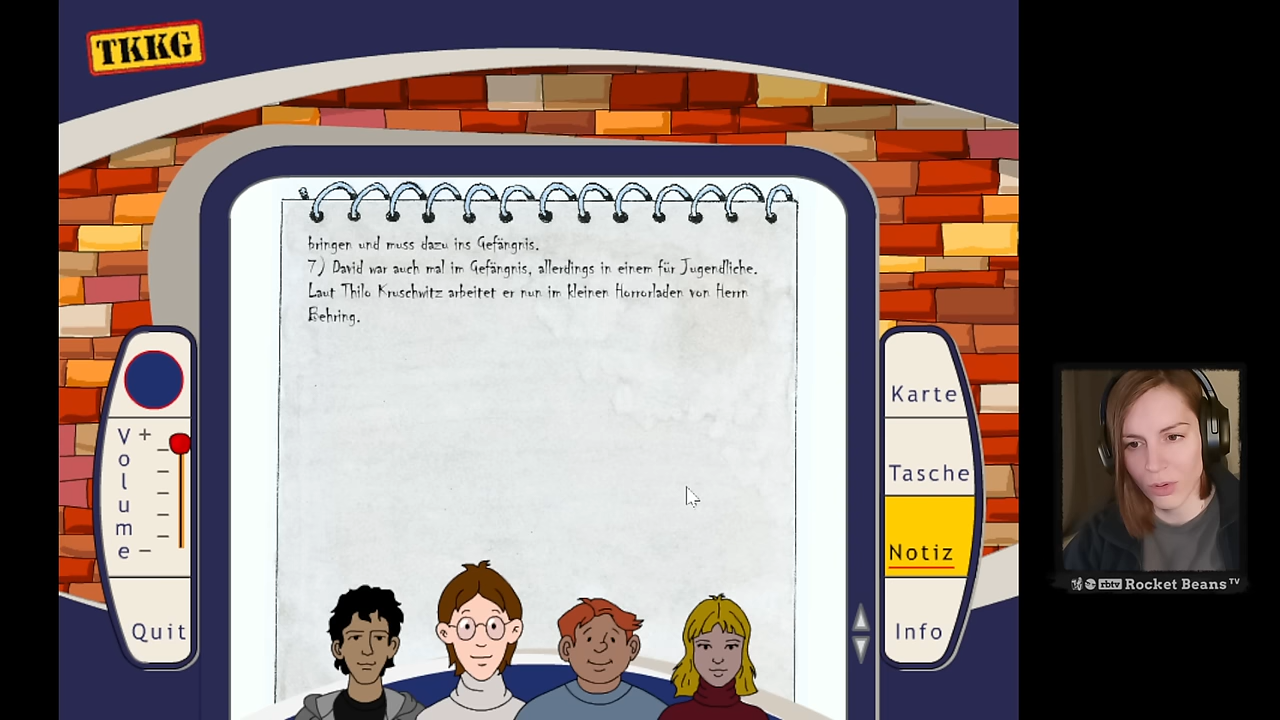 TKKG
bringen und muss dazu ins Gefängnis.
7) David war auch mal im Gefängnis, allerdings in einem für Jugendliche.
Laut Thilo Kruschwitz arbeitet er nun im kleinen Horrorladen von Herrn
Behring.
Volume
+
−
Quit
Karte
Tasche
Notiz
Info
rbtv Rocket Beans TV